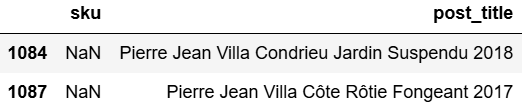 sku post_title
1084 NaN Pierre Jean Villa Condrieu Jardin Suspendu 2018
1087 NaN Pierre Jean Villa Côte Rôtie Fongeant 2017